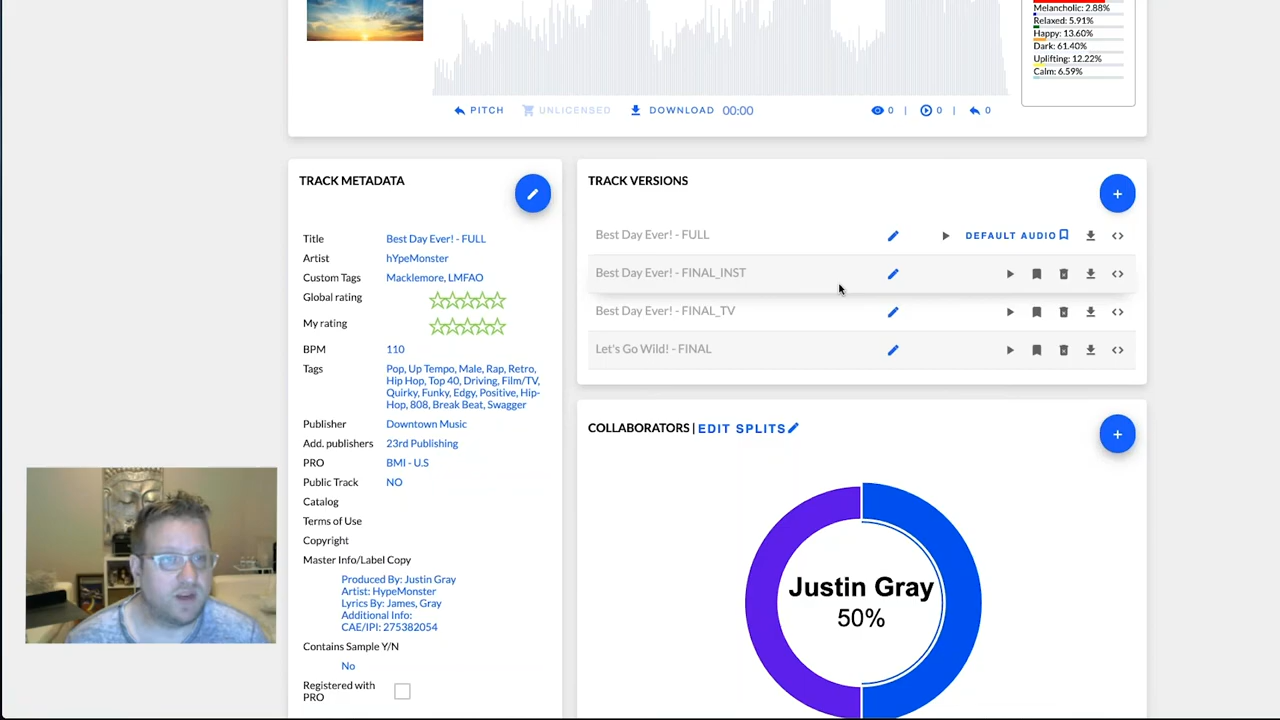 Melancholic: 2.88%
Relaxed: 5.91%
Happy: 13.60%
Dark: 61.40%
Uplifting: 12.22%
Calm: 6.59%
PITCH UNLICENSED DOWNLOAD 00:00 0 | 0 | 0
TRACK METADATA
Title Best Day Ever! - FULL
Artist hYpeMonster
Custom Tags Macklemore, LMFAO
Global rating
My rating
BPM 110
Tags Pop, Up Tempo, Male, Rap, Retro,
Hip Hop, Top 40, Driving, Film/TV,
Quirky, Funky, Edgy, Positive, Hip-
Hop, 808, Break Beat, Swagger
Publisher Downtown Music
Add. publishers 23rd Publishing
PRO BMI - U.S
Public Track NO
Catalog
Terms of Use
Copyright
Master Info/Label Copy
Produced By: Justin Gray
Artist: HypeMonster
Lyrics By: James, Gray
Additional Info:
CAE/IPI: 275382054
Contains Sample Y/N
No
Registered with
PRO
TRACK VERSIONS
Best Day Ever! - FULL DEFAULT AUDIO
Best Day Ever! - FINAL_INST
Best Day Ever! - FINAL_TV
Let's Go Wild! - FINAL
COLLABORATORS | EDIT SPLITS
Justin Gray
50%